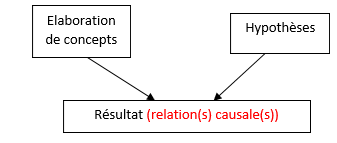 Elaboration
de concepts
Hypothèses
Résultat (relation(s) causale(s))